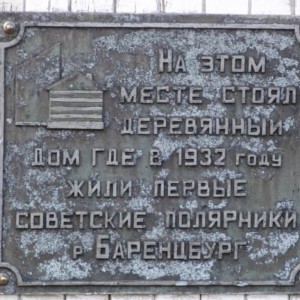 На этом
месте стоял
деревянный
дом где в 1932 году
жили первые
советские полярники
р Баренцбург